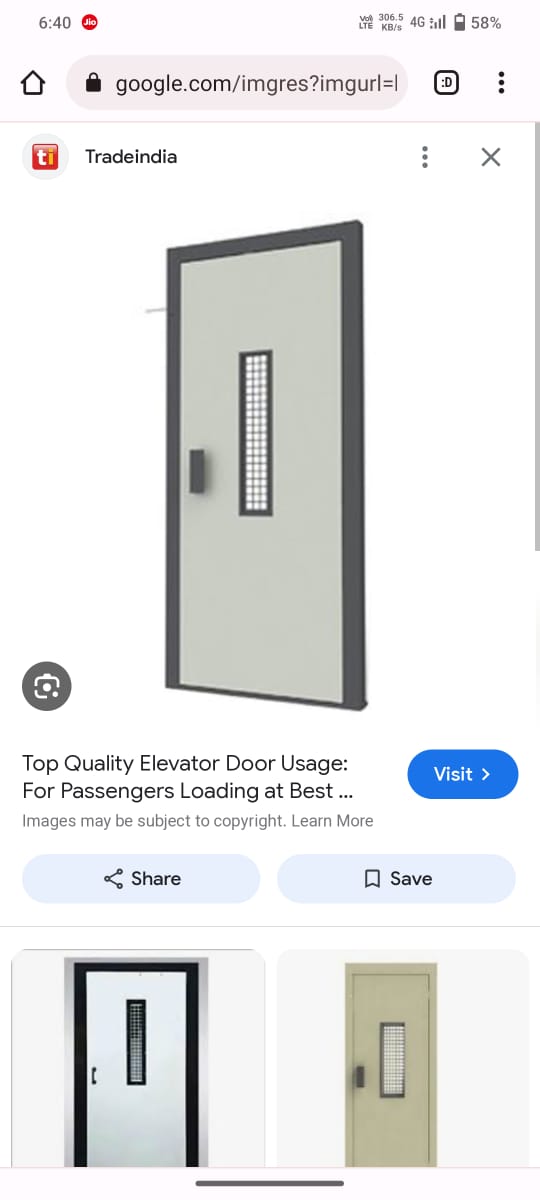 6:40 Jio Vo) LTE 306.5 KB/s 4G 58%
google.com/imgres?imgurl=l
:D
ti Tradeindia
Top Quality Elevator Door Usage:
For Passengers Loading at Best ...
Visit
Images may be subject to copyright. Learn More
Share
Save